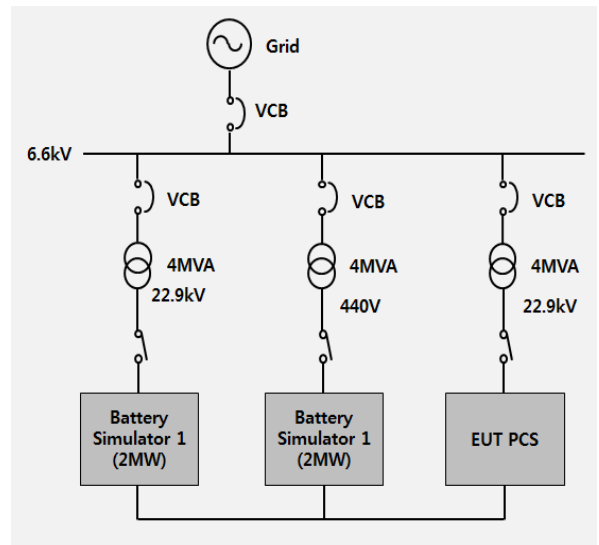 Grid
VCB
6.6kV
VCB
VCB
VCB
4MVA
4MVA
4MVA
22.9kV
440V
22.9kV
Battery
Simulator 1
(2MW)
Battery
Simulator 1
(2MW)
EUT PCS